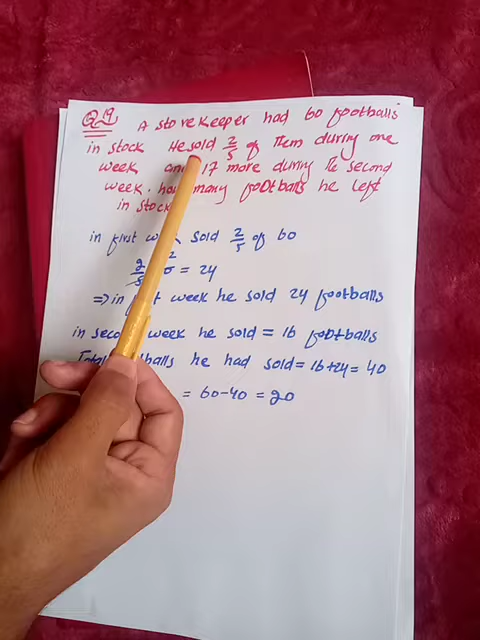 Q.9 A storekeeper had 60 footballs
in stock He sold 2/5 of them during one
week and 17 more during the second
week. how many footballs he left
in stock
in first w sold 2/5 of 60
= 24
⇒ in week he sold 24 footballs
in second week he sold = 16 footballs
he had sold = 16+24 = 40
= 60-40 = 20